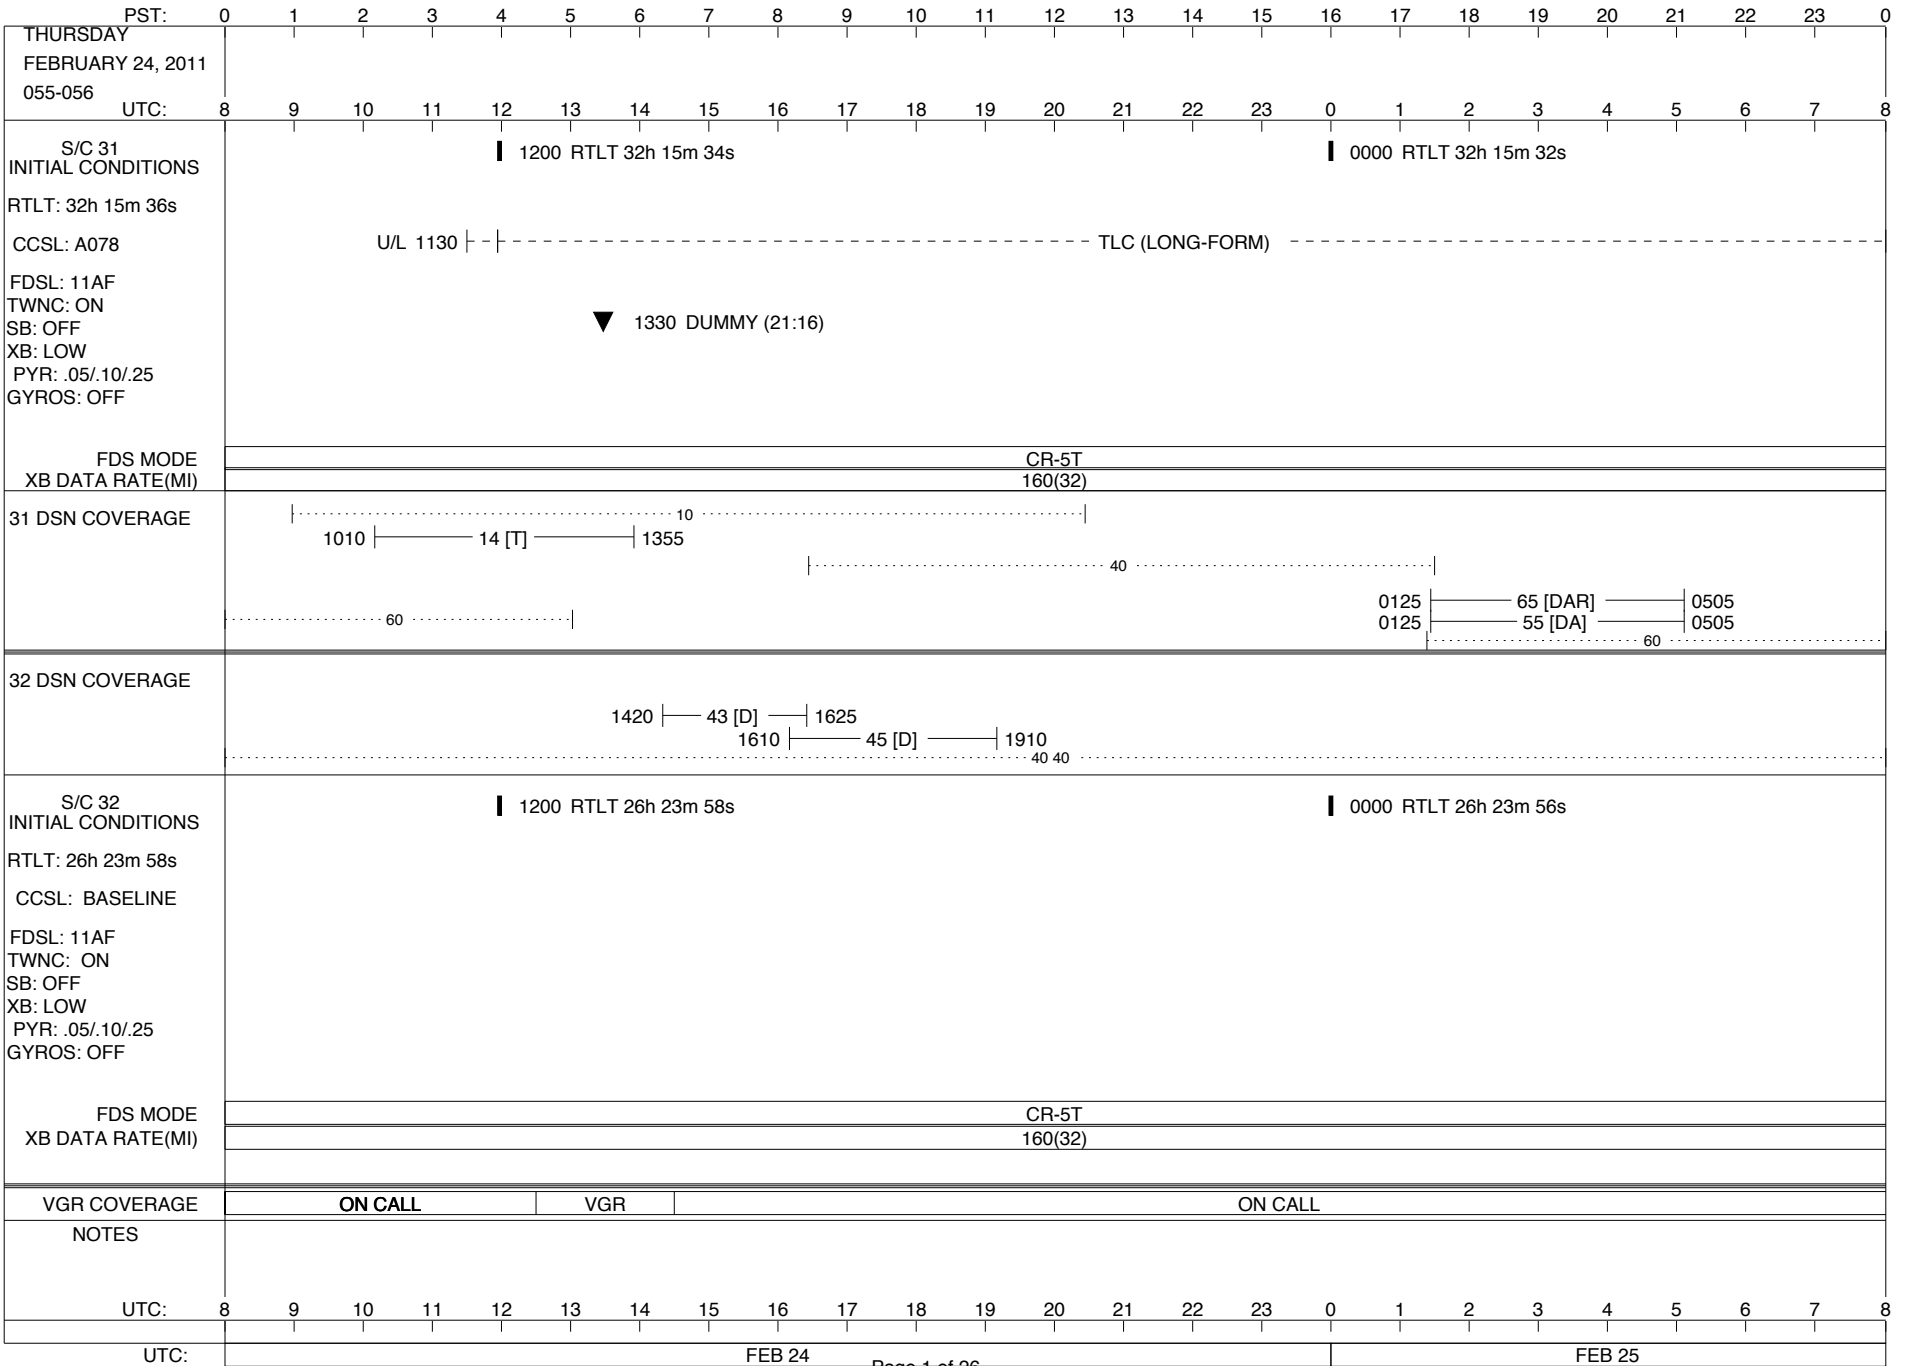 PST: 0 1 2 3 4 5 6 7 8 9 10 11 12 13 14 15 16 17 18 19 20 21 22 23 0
THURSDAY
FEBRUARY 24, 2011
055-056
UTC: 8 9 10 11 12 13 14 15 16 17 18 19 20 21 22 23 0 1 2 3 4 5 6 7 8
S/C 31
INITIAL CONDITIONS
1200 RTLT 32h 15m 34s
0000 RTLT 32h 15m 32s
RTLT: 32h 15m 36s
CCSL: A078
U/L 1130
TLC (LONG-FORM)
FDSL: 11AF
TWNC: ON
SB: OFF
1330 DUMMY (21:16)
XB: LOW
PYR: .05/.10/.25
GYROS: OFF
FDS MODE CR-5T
XB DATA RATE(MI) 160(32)
31 DSN COVERAGE
10
1010 14 [T] 1355
40
0125 65 [DAR] 0505
60
0125 55 [DA] 0505
60
32 DSN COVERAGE
1420 43 [D] 1625
1610 45 [D] 1910
40 40
S/C 32
INITIAL CONDITIONS
1200 RTLT 26h 23m 58s
0000 RTLT 26h 23m 56s
RTLT: 26h 23m 58s
CCSL: BASELINE
FDSL: 11AF
TWNC: ON
SB: OFF
XB: LOW
PYR: .05/.10/.25
GYROS: OFF
FDS MODE CR-5T
XB DATA RATE(MI) 160(32)
VGR COVERAGE ON CALL VGR ON CALL
NOTES
UTC: 8 9 10 11 12 13 14 15 16 17 18 19 20 21 22 23 0 1 2 3 4 5 6 7 8
UTC: FEB 24 FEB 25
Page 1 of 26